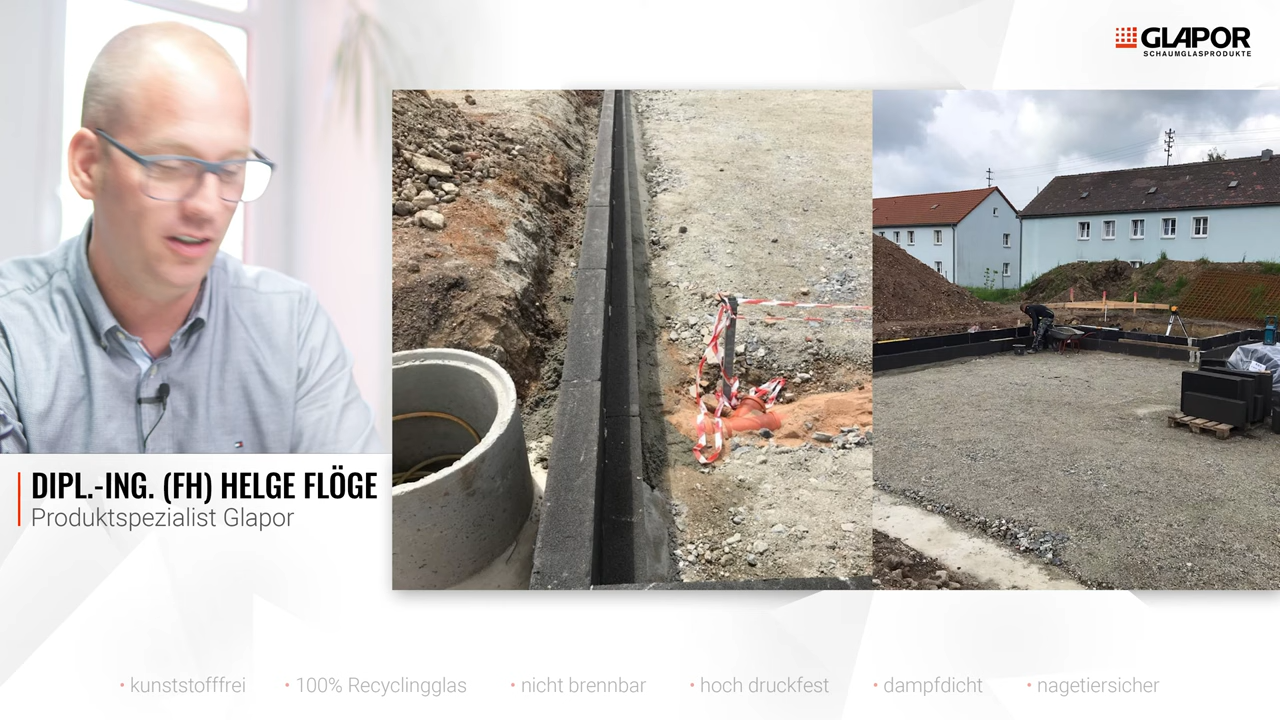 GLAPOR
SCHAUMGLASPRODUKTE
DIPL.-ING. (FH) HELGE FLÖGE
Produktspezialist Glapor
• kunststofffrei • 100% Recyclingglas • nicht brennbar • hoch druckfest • dampfdicht • nagetiersicher